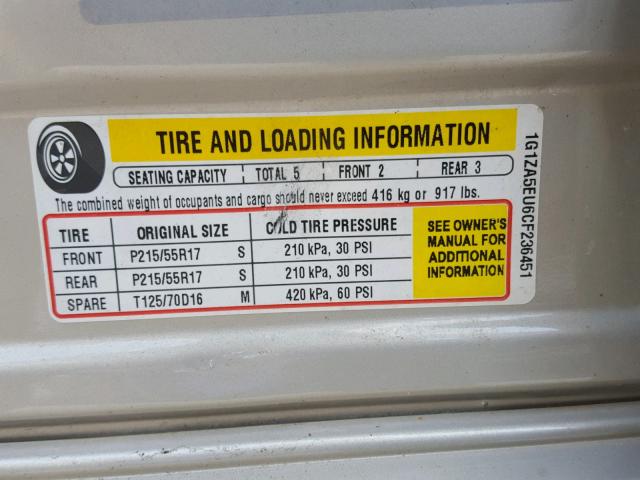 TIRE AND LOADING INFORMATION
SEATING CAPACITY TOTAL 5 FRONT 2 REAR 3
The combined weight of occupants and cargo should never exceed 416 kg or 917 lbs.
TIRE ORIGINAL SIZE COLD TIRE PRESSURE
FRONT P215/55R17 S 210 kPa, 30 PSI
REAR P215/55R17 S 210 kPa, 30 PSI
SPARE T125/70D16 M 420 kPa, 60 PSI
SEE OWNER'S
MANUAL FOR
ADDITIONAL
INFORMATION
1G1ZA5EU6CF236451